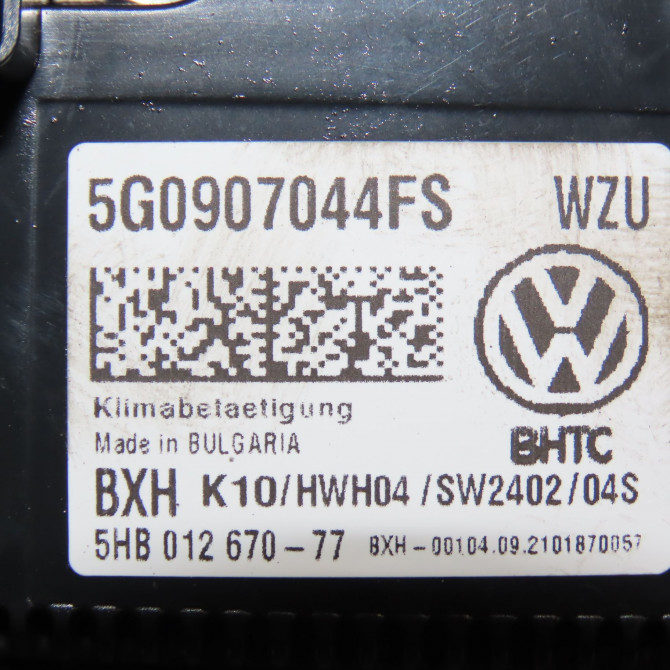 5G0907044FS WZU
Klimabetaetigung
Made in BULGARIA
BHTC
BXH K10/HWH04 /SW2402/04S
5HB 012 670-77 BXH-00104.09.2101870057